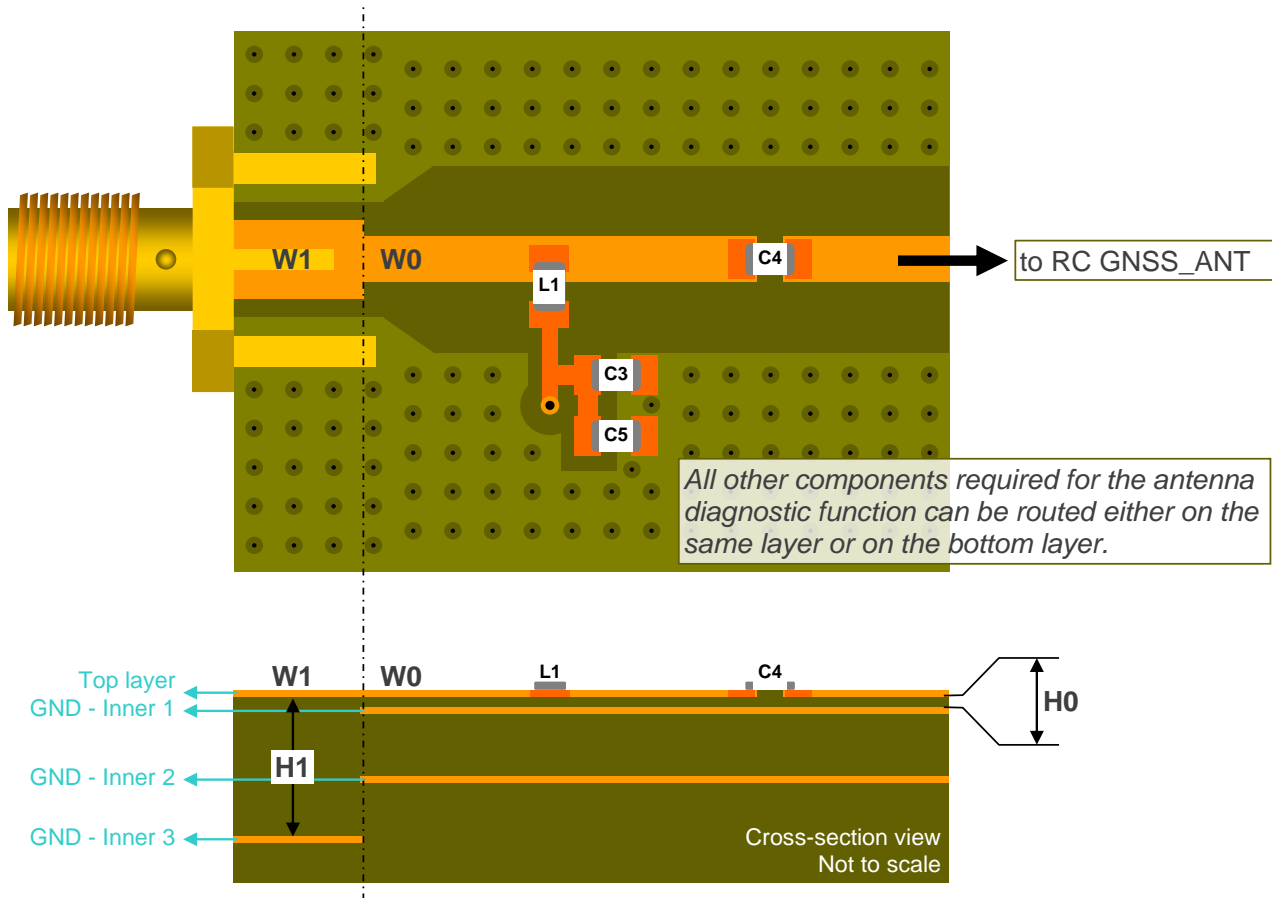 W1
W0
L1
C4
to RC GNSS_ANT
C3
C5
All other components required for the antenna
diagnostic function can be routed either on the
same layer or on the bottom layer.
W1
W0
L1
C4
Top layer
GND - Inner 1
H0
H1
GND - Inner 2
GND - Inner 3
Cross-section view
Not to scale